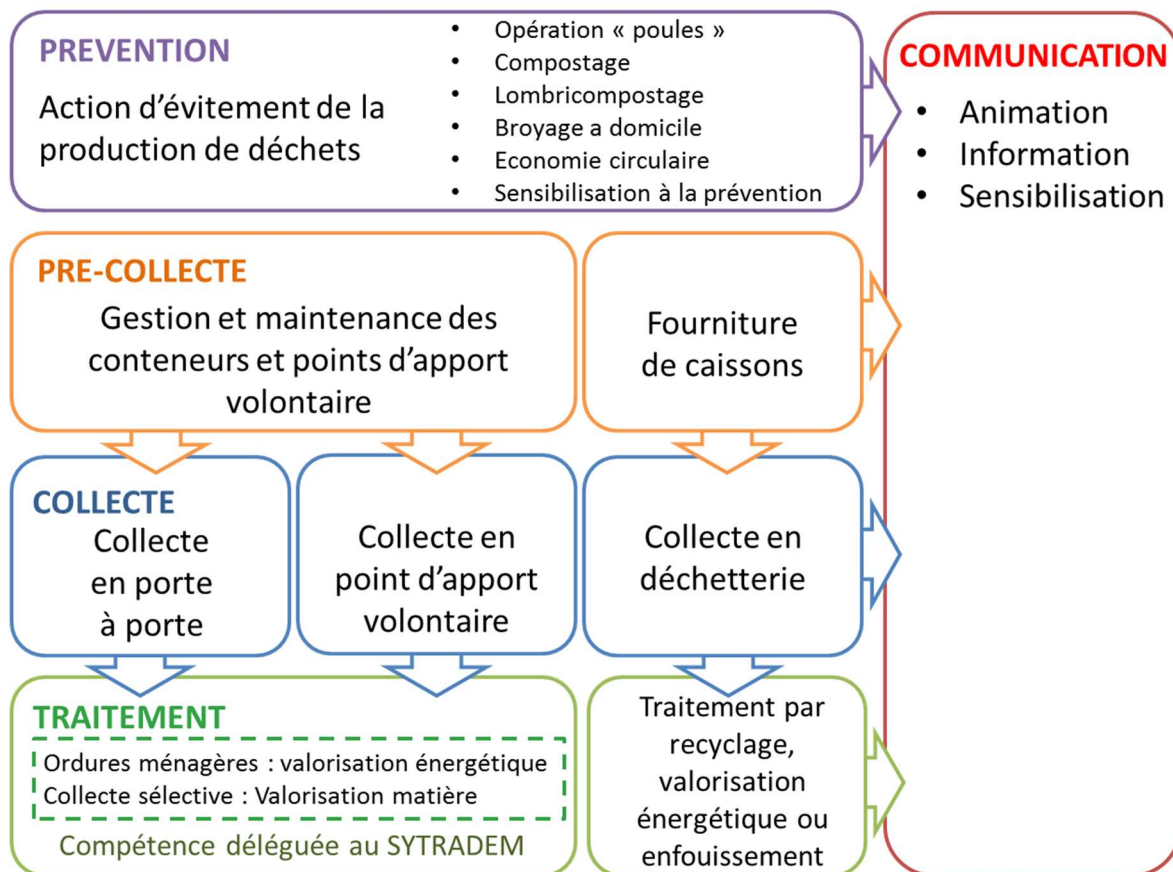 PREVENTION
Action d'évitement de la
production de déchets
• Opération « poules »
• Compostage
• Lombricompostage
• Broyage a domicile
• Economie circulaire
• Sensibilisation à la prévention
COMMUNICATION
• Animation
• Information
• Sensibilisation
PRE-COLLECTE
Gestion et maintenance des
conteneurs et points d'apport
volontaire
Fourniture
de caissons
COLLECTE
Collecte
en porte
à porte
Collecte en
point d'apport
volontaire
Collecte en
déchetterie
TRAITEMENT
Ordures ménagères : valorisation énergétique
Collecte sélective : Valorisation matière
Compétence déléguée au SYTRADEM
Traitement par
recyclage,
valorisation
énergétique ou
enfouissement